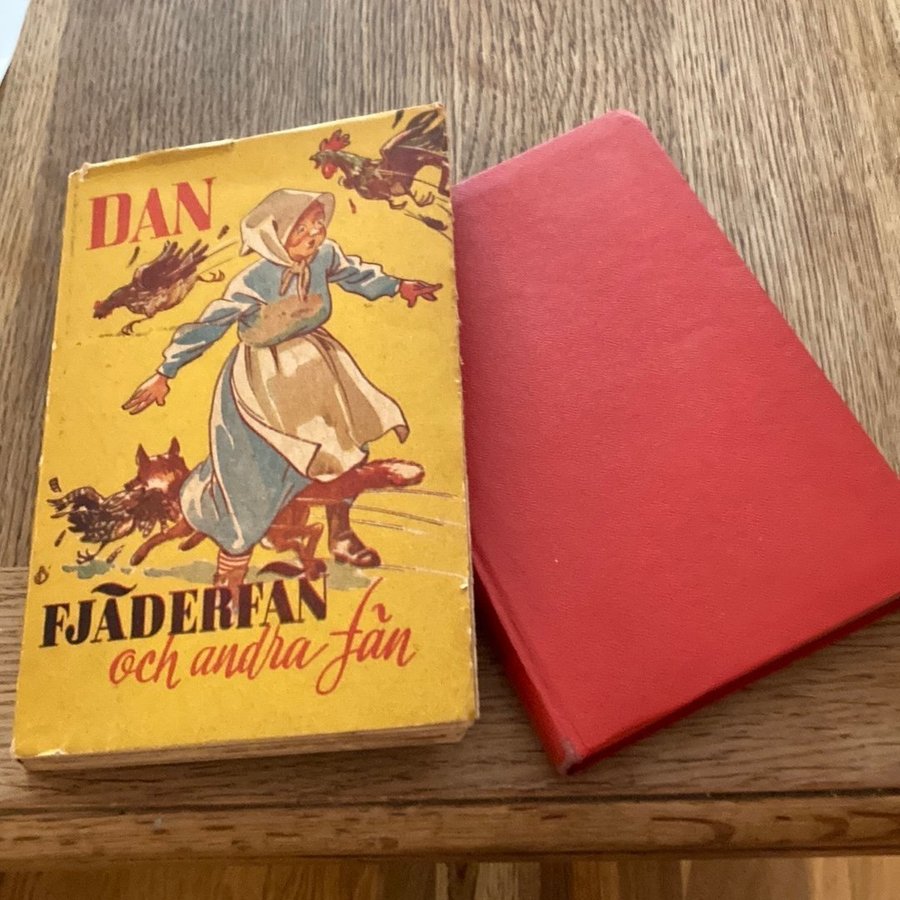 DAN
FJÄDERFÄN
och andra fän